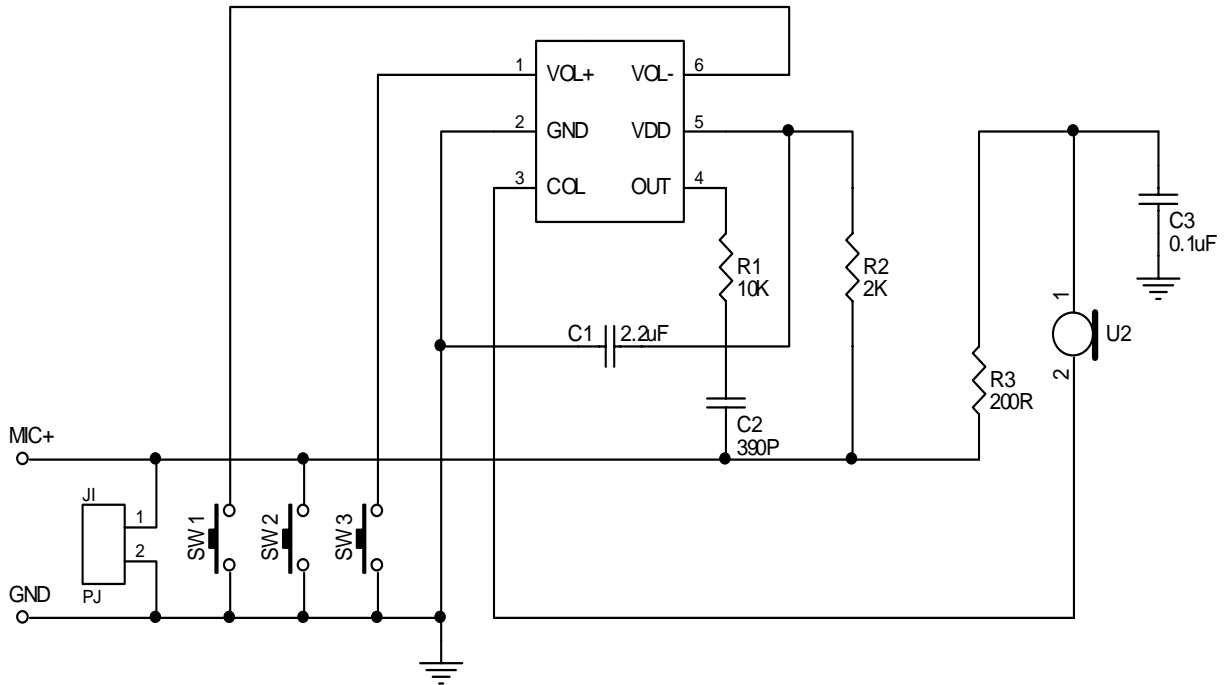 1 VOL+ VOL- 6
2 GND VDD 5
3 COL OUT 4
C3
0.1uF
R1
10K
R2
2K
1
C1 2.2uF
U2
2
R3
200R
C2
390P
MIC+
JI
1
2
PJ
SW1
SW2
SW3
GND